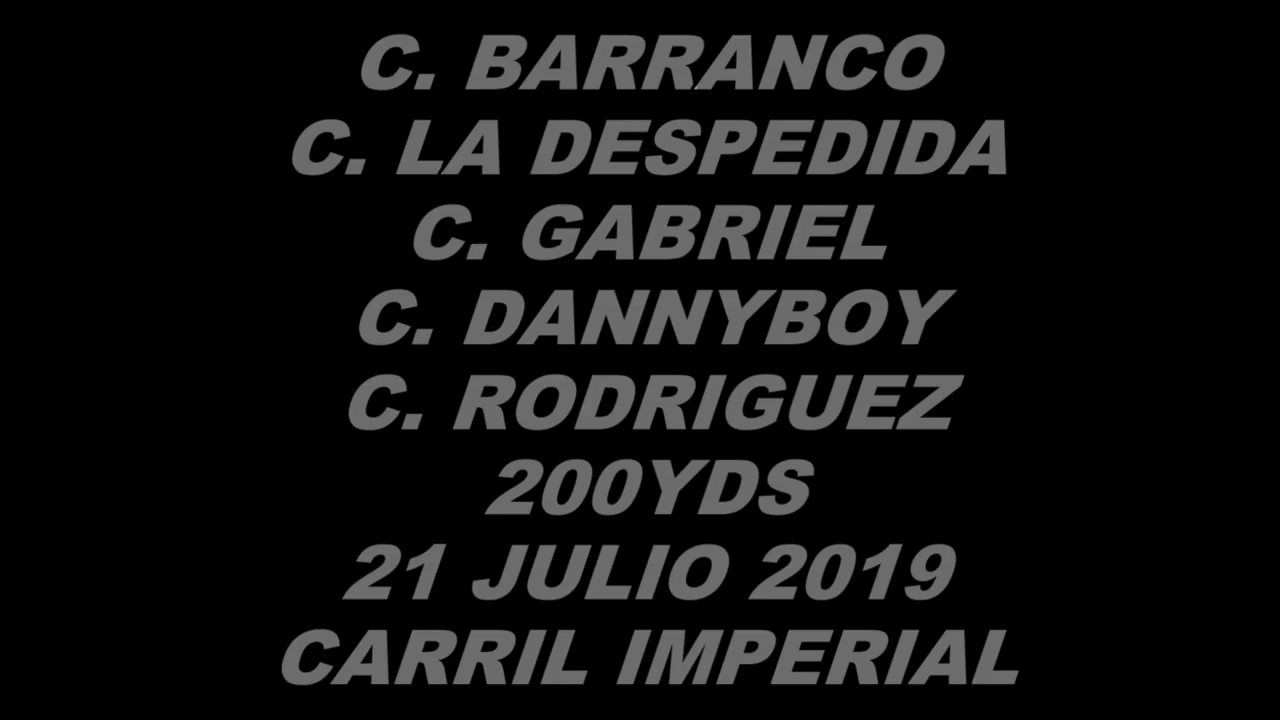 C. BARRANCO
C. LA DESPEDIDA
C. GABRIEL
C. DANNYBOY
C. RODRIGUEZ
200YDS
21 JULIO 2019
CARRIL IMPERIAL